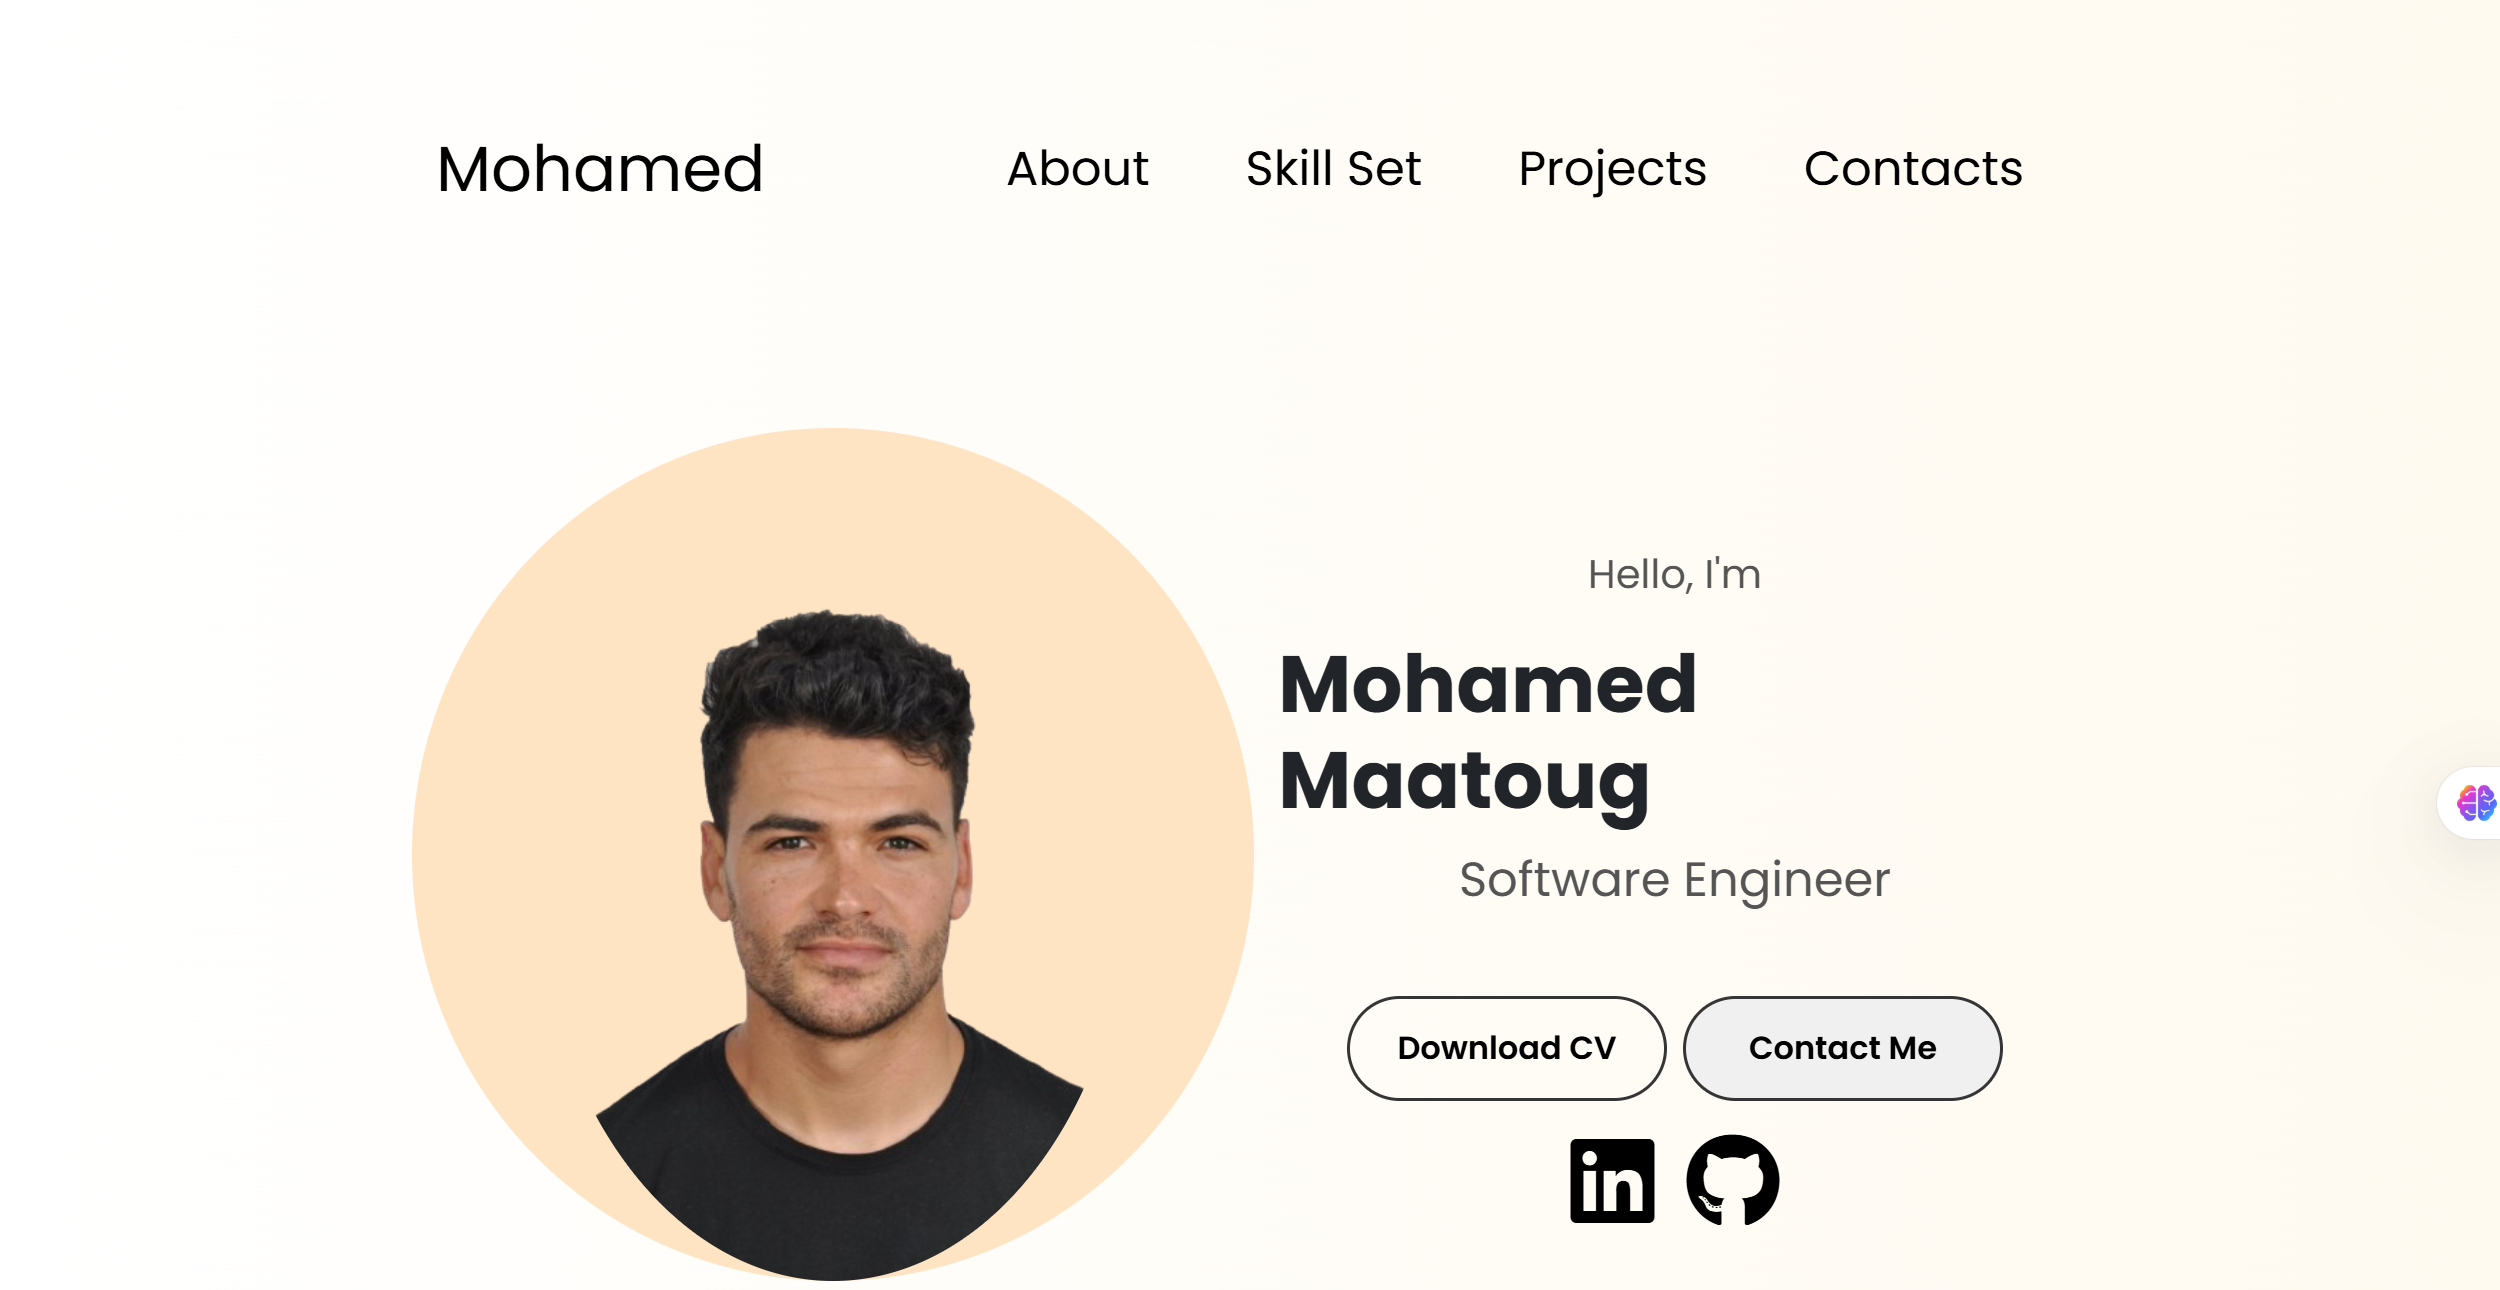 Mohamed
About
Skill Set
Projects
Contacts
Hello, I'm
Mohamed
Maatoug
Software Engineer
Download CV
Contact Me
in